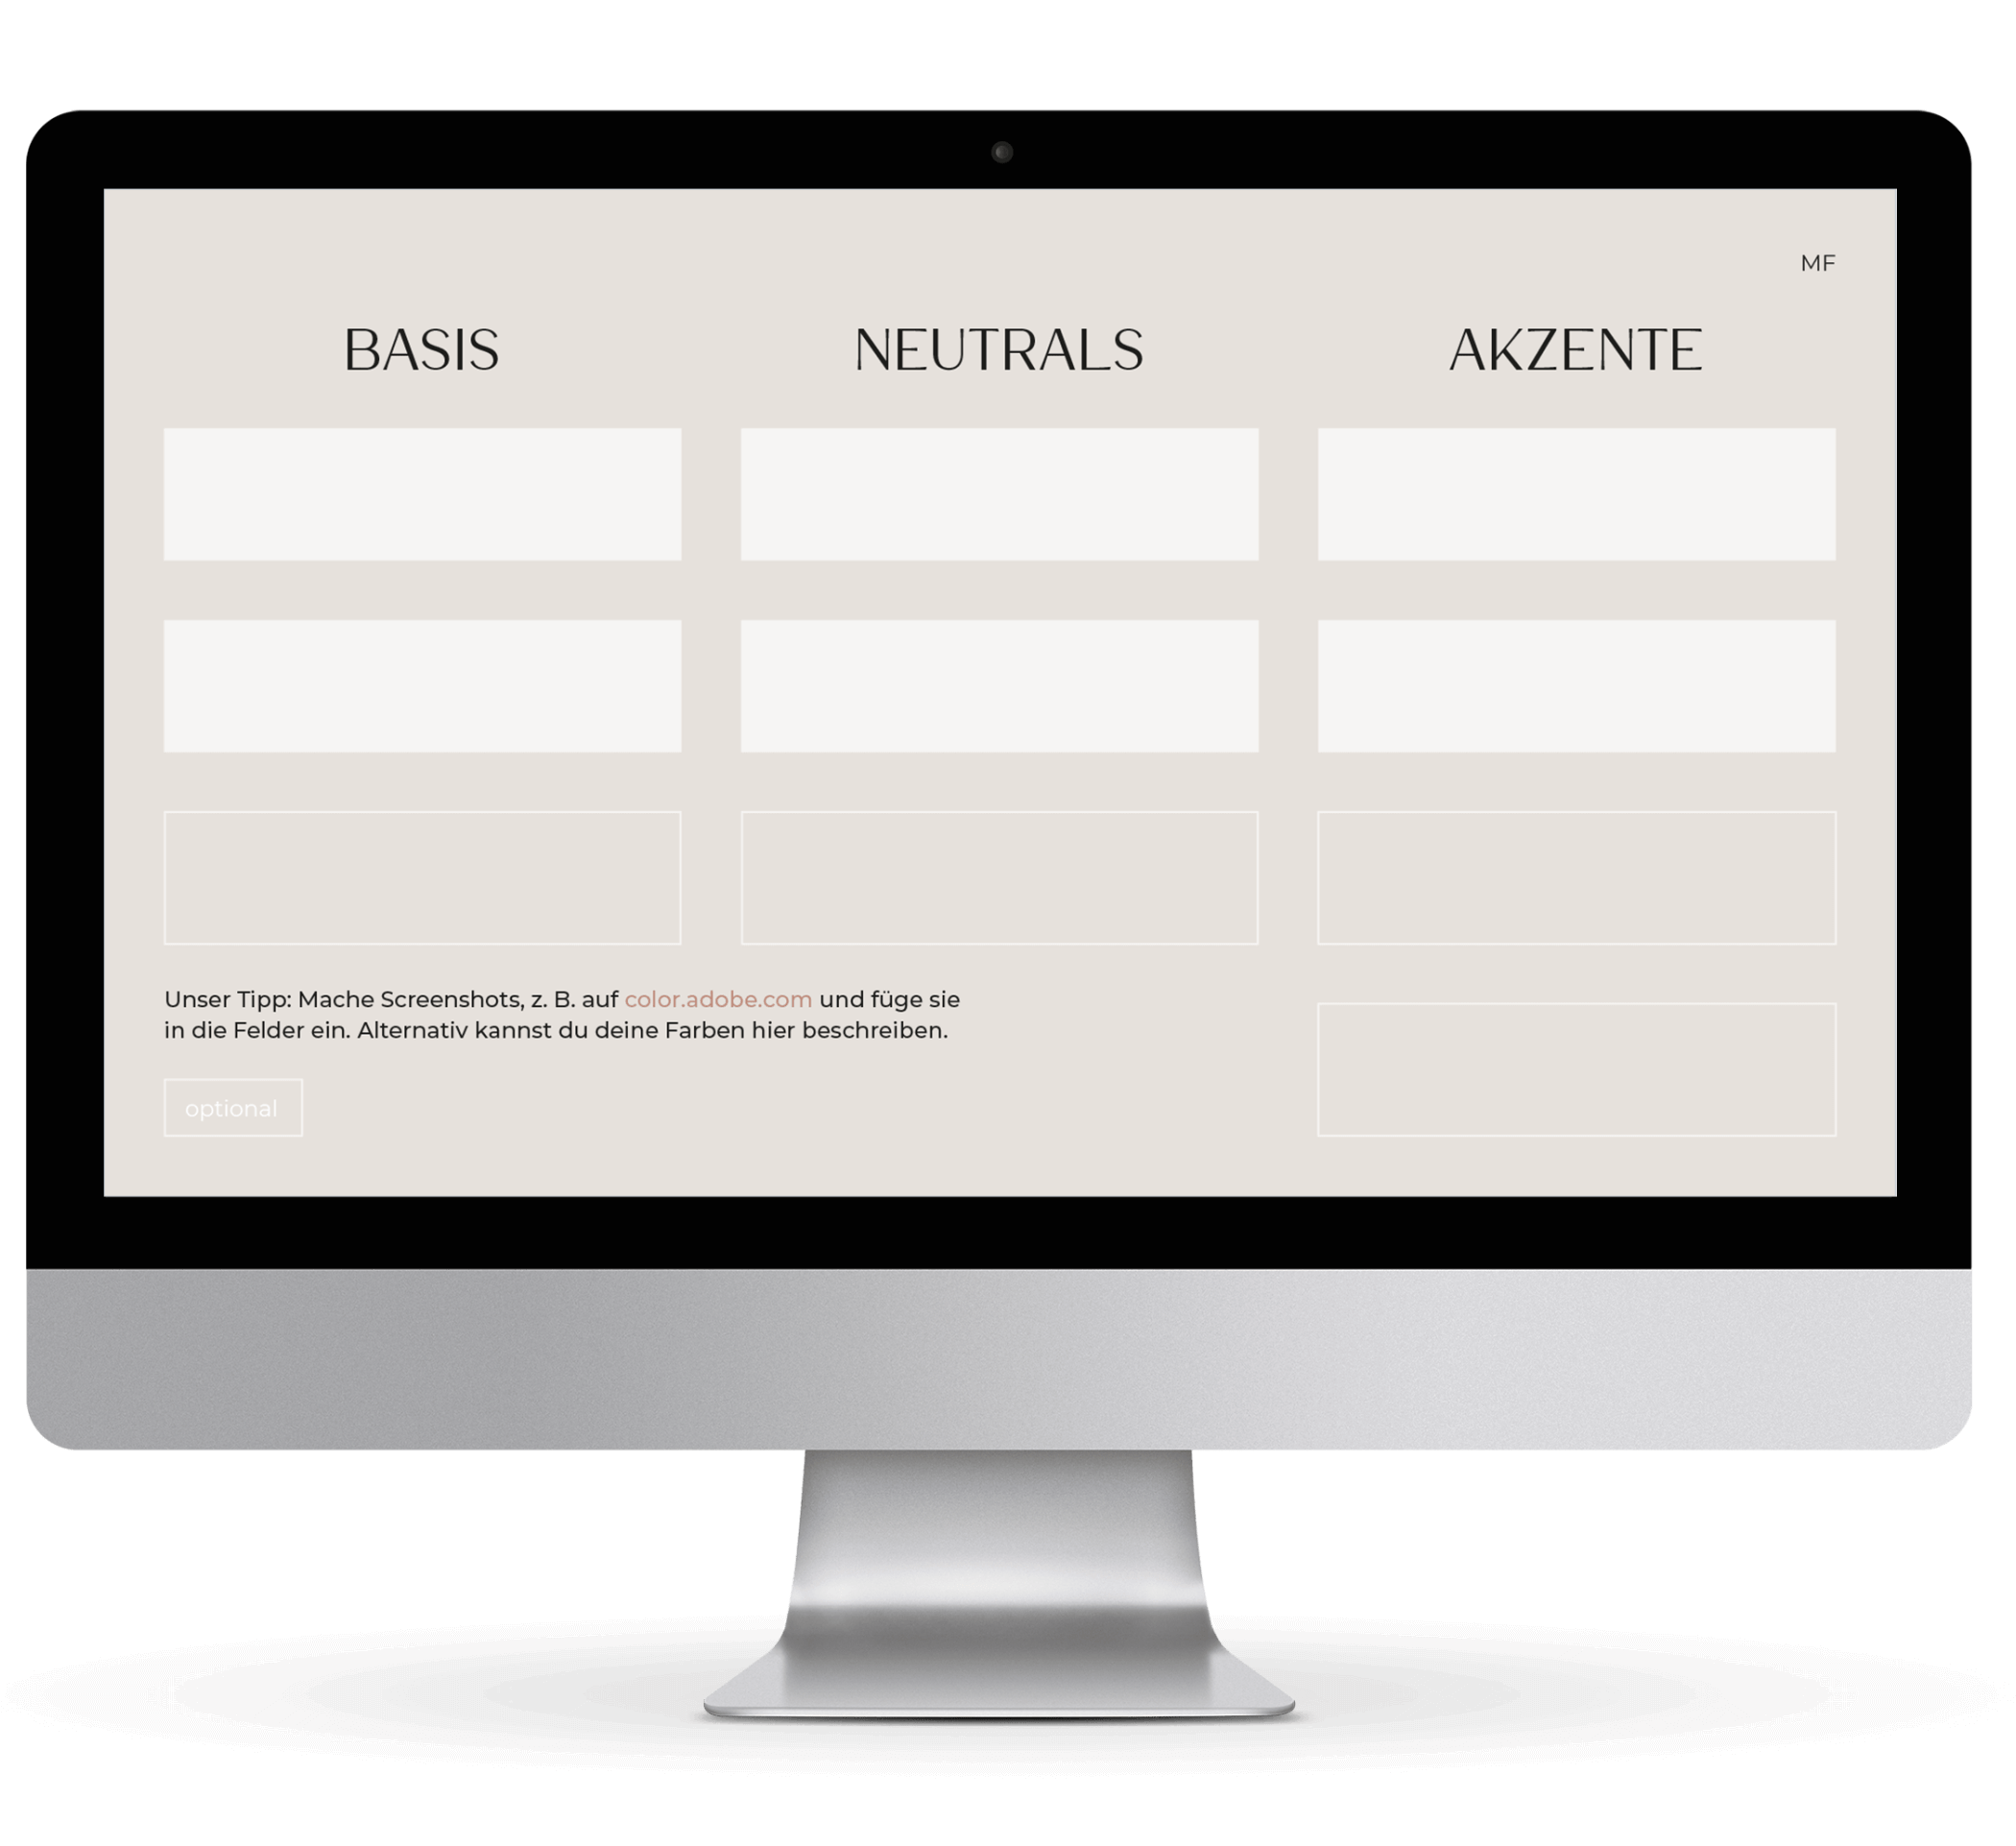 MF
BASIS
NEUTRALS
AKZENTE
Unser Tipp: Mache Screenshots, z. B. auf color.adobe.com und füge sie
in die Felder ein. Alternativ kannst du deine Farben hier beschreiben.
optional